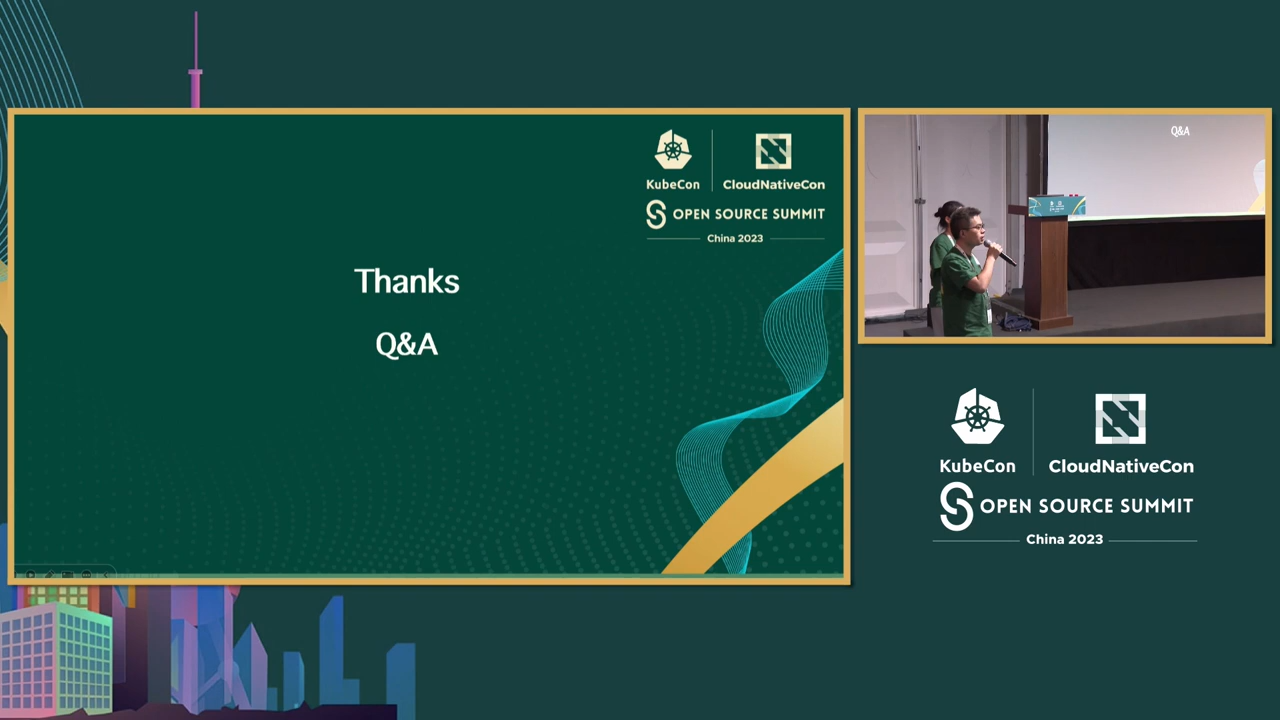 KubeCon
CloudNativeCon
OPEN SOURCE SUMMIT
China 2023
Thanks
Q&A
Q&A
KubeCon
CloudNativeCon
OPEN SOURCE SUMMIT
China 2023